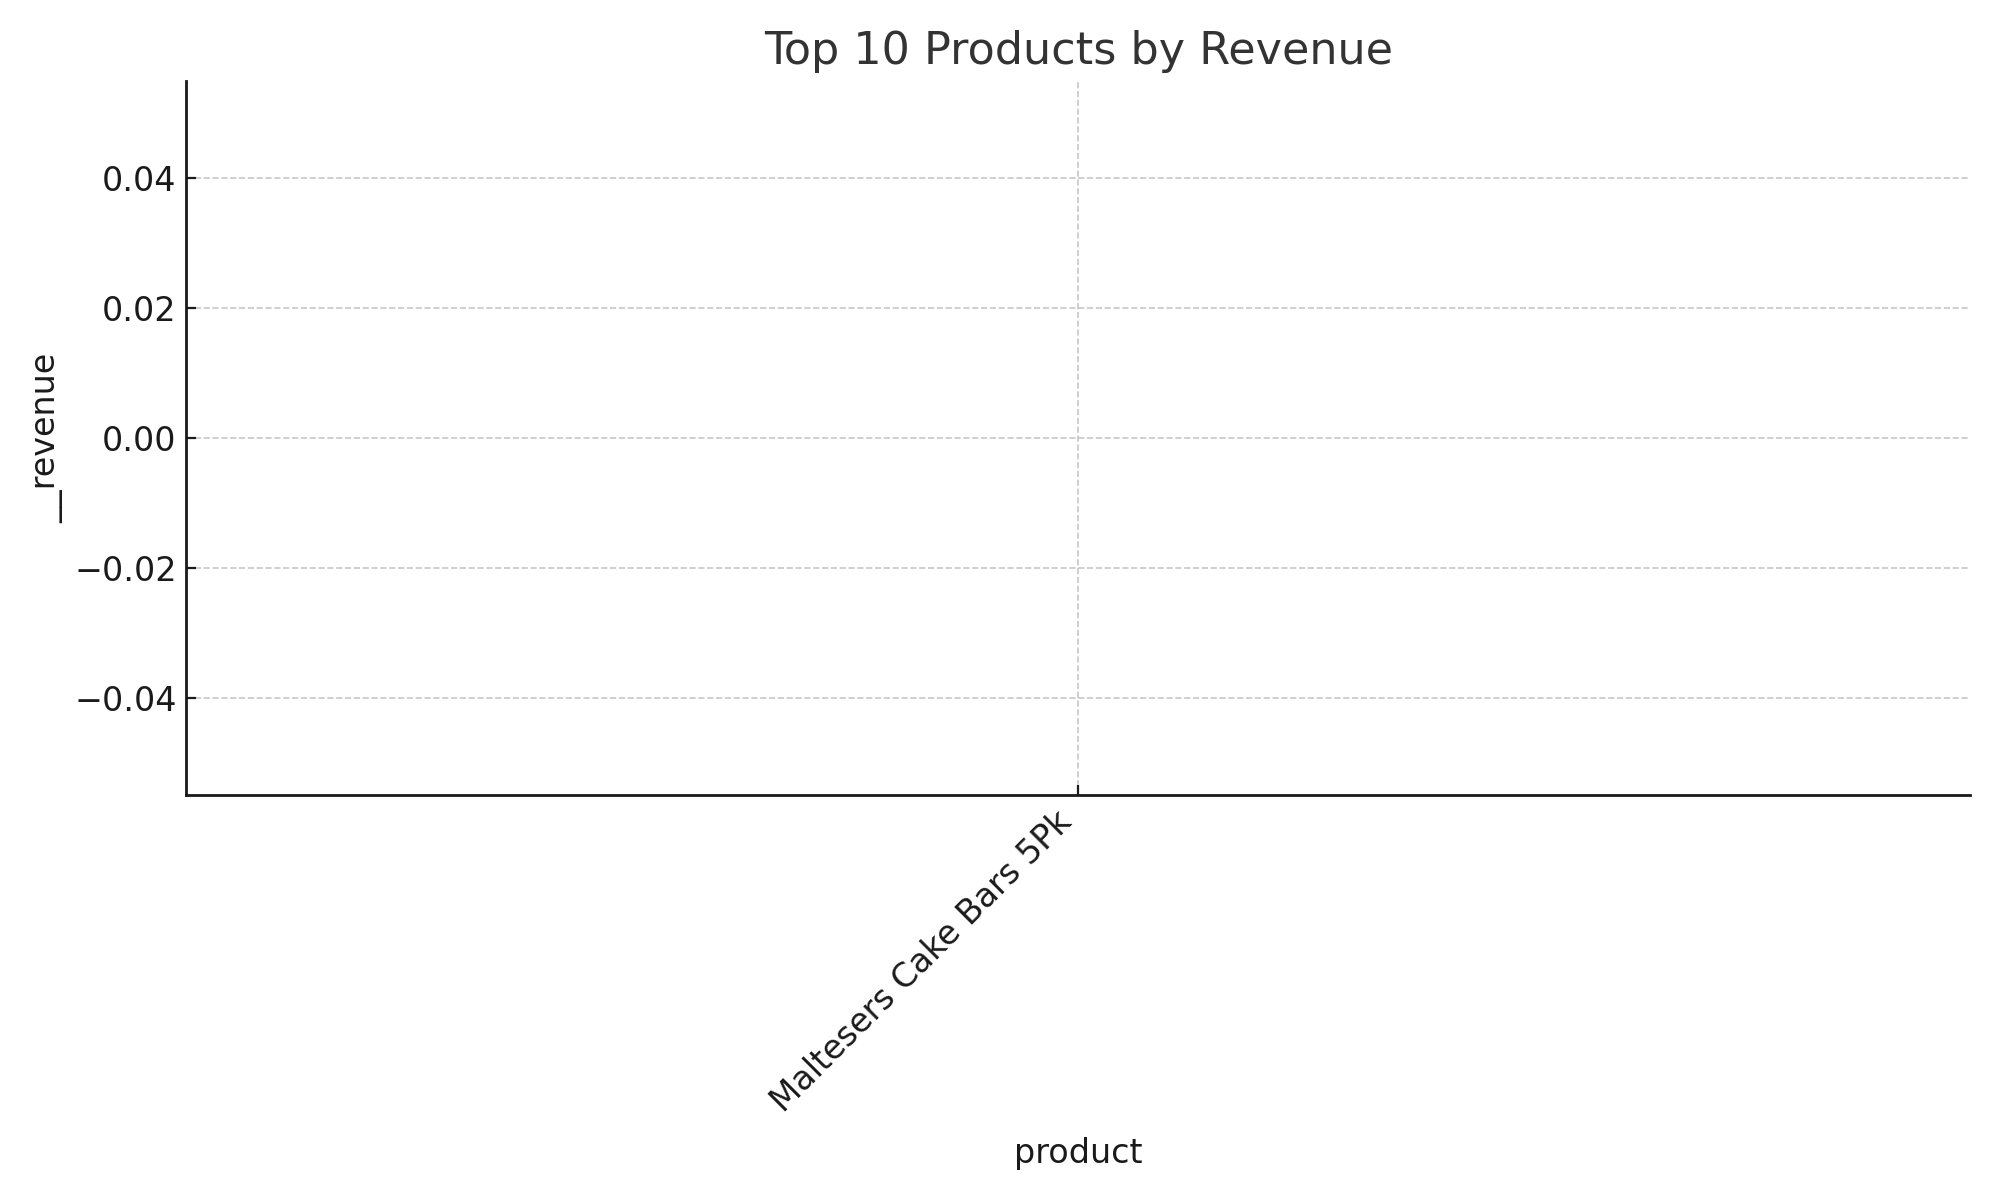 Top 10 Products by Revenue
0.04
0.02
0.00
−0.02
−0.04
__revenue
Maltesers Cake Bars 5Pk
product